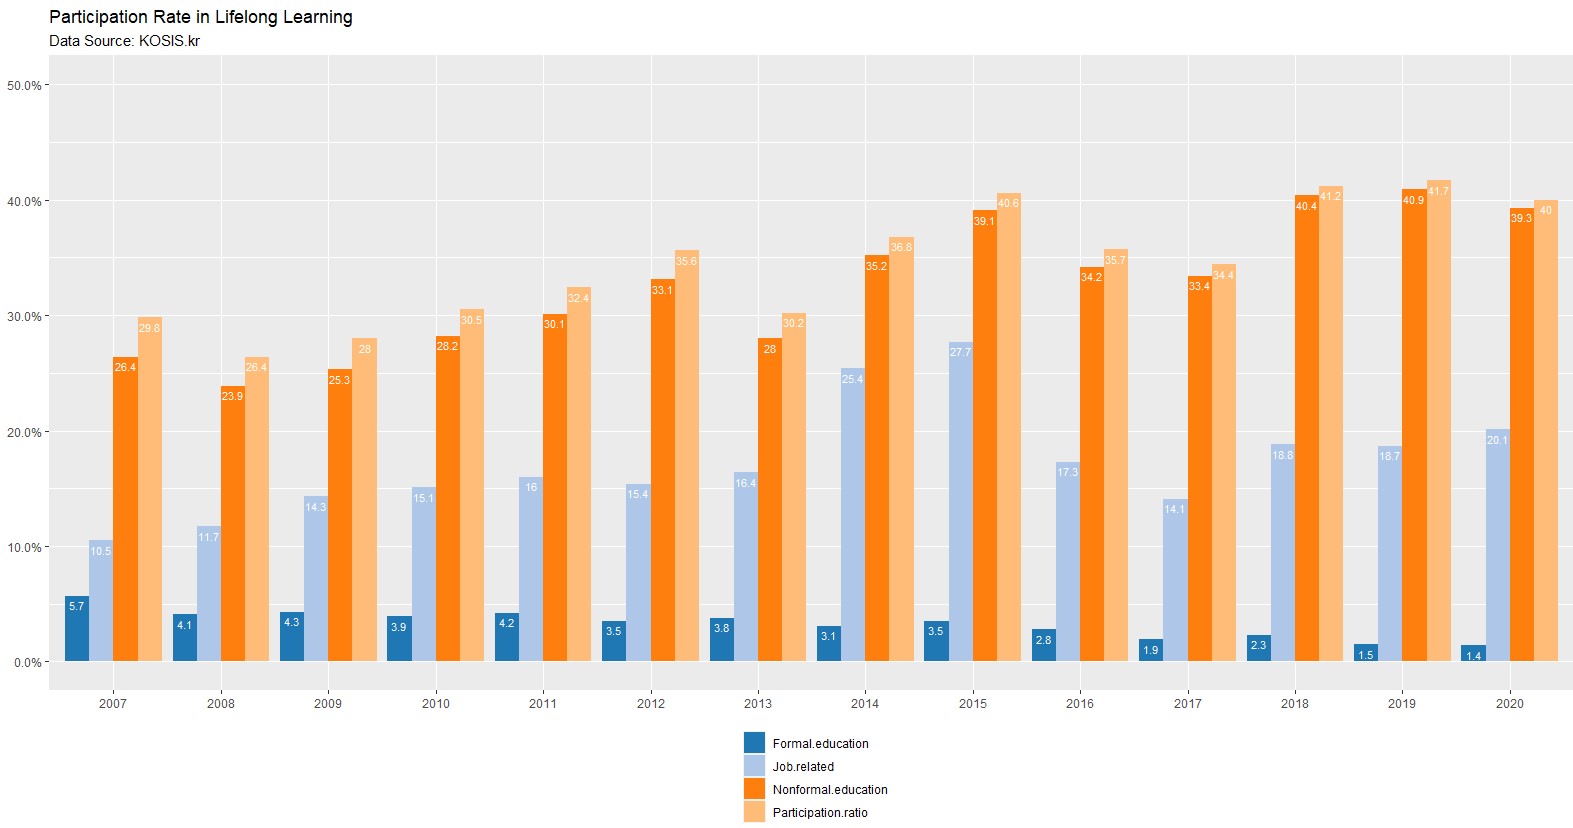 Participation Rate in Lifelong Learning
Data Source: KOSIS.kr
50.0%
40.0%
30.0%
20.0%
10.0%
0.0%
5.7 10.5 26.4 29.8
4.1 11.7 23.9 26.4
4.3 14.3 25.3 28
3.9 15.1 28.2 30.5
4.2 16 30.1 32.4
3.5 15.4 33.1 35.6
3.8 16.4 28 30.2
3.1 25.4 35.2 36.8
3.5 27.7 39.1 40.6
2.8 17.3 34.2 35.7
1.9 14.1 33.4 34.4
2.3 18.8 40.4 41.2
1.5 18.7 40.9 41.7
1.4 20.1 39.3 40
2007 2008 2009 2010 2011 2012 2013 2014 2015 2016 2017 2018 2019 2020
Formal.education
Job.related
Nonformal.education
Participation.ratio